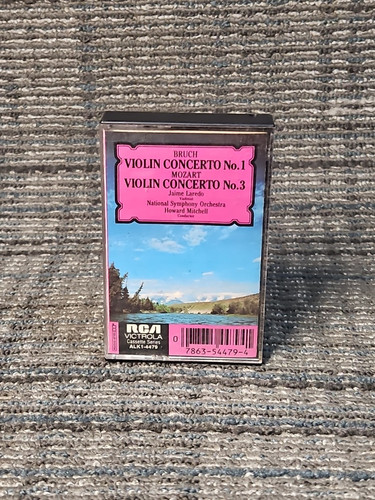 BRUCH
VIOLIN CONCERTO No.1
MOZART
VIOLIN CONCERTO No.3
Jaime Laredo
Violinist
National Symphony Orchestra
Howard Mitchell
Conductor
RCA
VICTROLA
Cassette Series
ALK1-4479
0
7863-54479-4